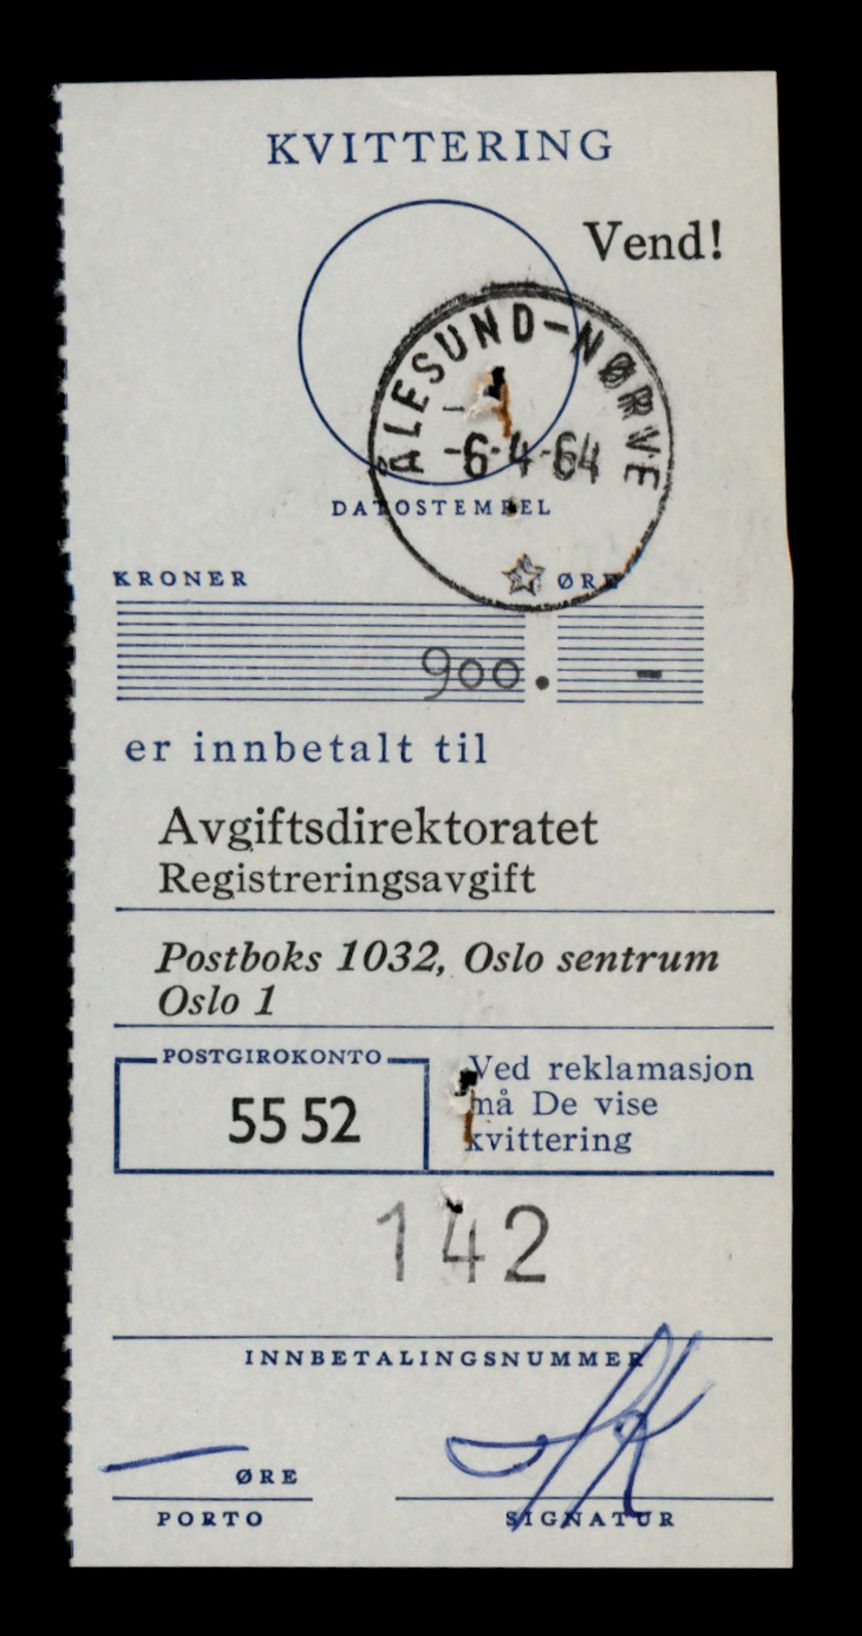 KVITTERING
Vend!
ÅLESUND-NØRVE
-6-4-64
DATOSTEMPEL
KRONER ØRE
900. -
er innbetalt til
Avgiftsdirektoratet
Registreringsavgift
Postboks 1032, Oslo sentrum
Oslo 1
POSTGIROKONTO
55 52
Ved reklamasjon
må De vise
kvittering
142
INNBETALINGSNUMMER
— ØRE
PORTO
SIGNATUR